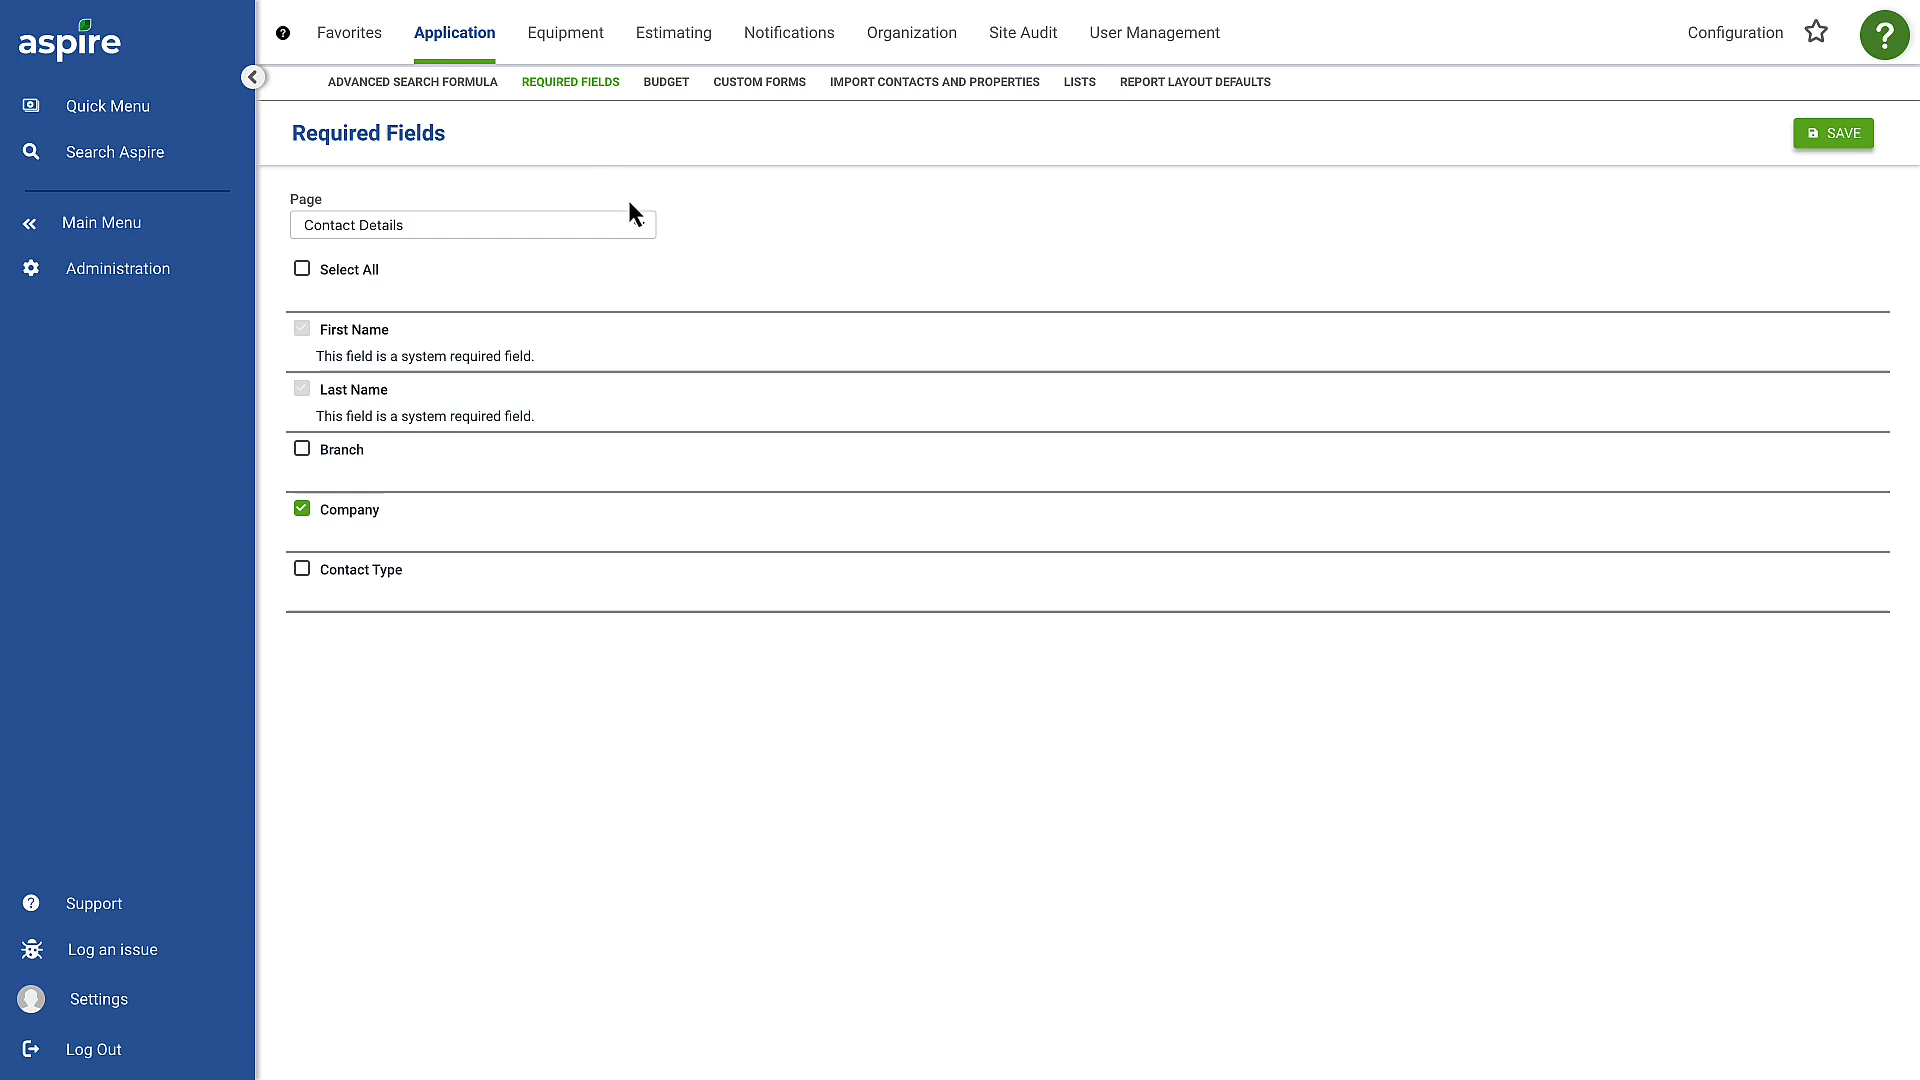 aspire
Quick Menu
Search Aspire
Main Menu
Administration
Support
Log an issue
Settings
Log Out
Favorites Application Equipment Estimating Notifications Organization Site Audit User Management Configuration
ADVANCED SEARCH FORMULA REQUIRED FIELDS BUDGET CUSTOM FORMS IMPORT CONTACTS AND PROPERTIES LISTS REPORT LAYOUT DEFAULTS
Required Fields SAVE
Page
Contact Details
Select All
First Name
This field is a system required field.
Last Name
This field is a system required field.
Branch
Company
Contact Type